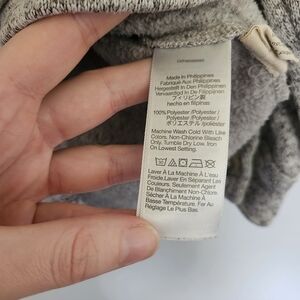 Made In Philippines
Fabriqué Aux Philippines
Hergestellt In Den Philippinen
Vervaardigd In De Filippijnen
フィリピン製
hecho en filipinas
100% Polyester/Polyester/
Polyester /Polyester/
ポリエステル /poliester
Machine Wash Cold With Like
Colors. Non-Chlorine Bleach
Only. Tumble Dry Low. Iron
On Lowest Setting.
Laver À La Machine À L'eau
Froide.Laver En Séparant Les
Couleurs. Seulement Agent
De Blanchiment Non-Chlore.
Sécher À La Machine À
Basse Température. Fer Au
Réglage Le Plus Bas.